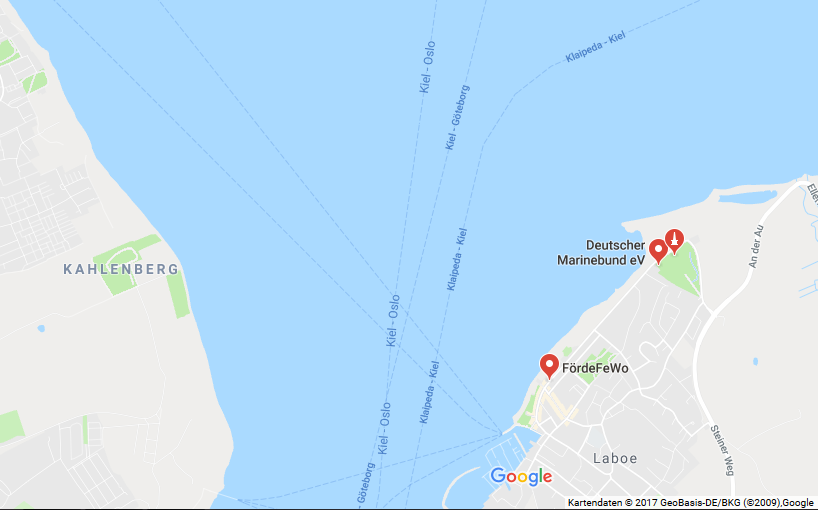 Kiel - Oslo
Klaipeda - Kiel
Kiel - Göteborg
Ellern
An der Au
Deutscher
Marinebund eV
Klaipeda - Kiel
KAHLENBERG
Kiel - Oslo
FördeFeWo
Klaipeda - Kiel
Kiel - Oslo
Steiner Weg
Laboe
Göteborg
Google
Kartendaten © 2017 GeoBasis-DE/BKG (©2009),Google